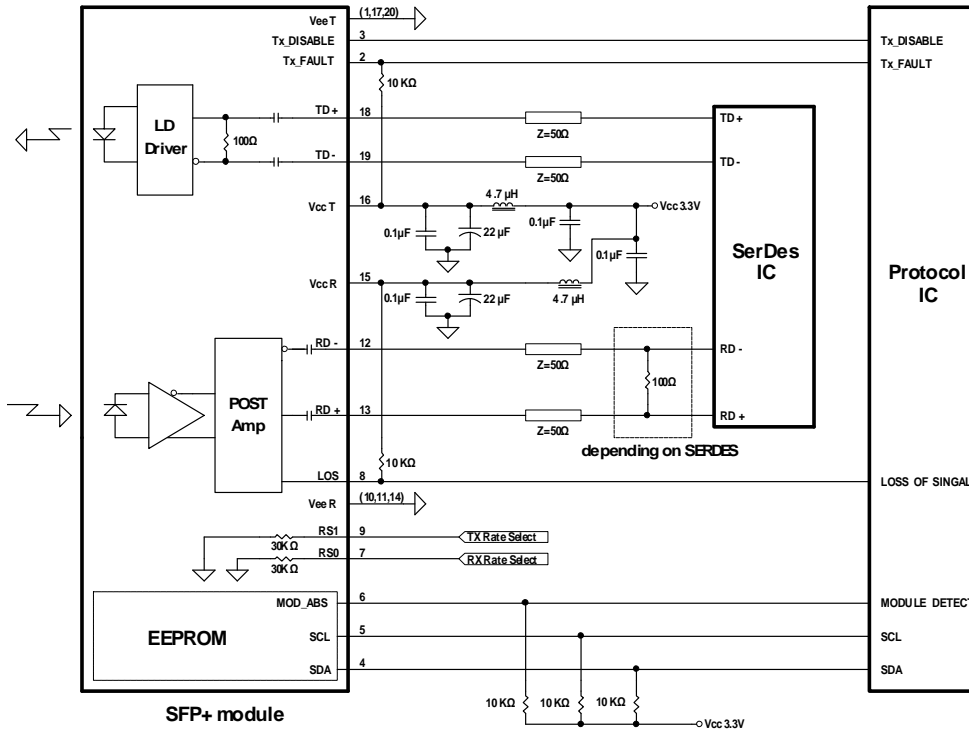 VeeT (1,17,20)
Tx_DISABLE 3 Tx_DISABLE
Tx_FAULT 2 Tx_FAULT
10 KΩ
LD
Driver
100Ω
TD+ 18 Z=50Ω TD+
TD- 19 Z=50Ω TD-
VccT 16 4.7 µH Vcc 3.3V
0.1µF 22 µF 0.1µF
0.1µF
VccR 15
0.1µF 22 µF 4.7 µH
SerDes
IC
Protocol
IC
RD - 12 Z=50Ω RD -
100Ω
POST
Amp
RD + 13 Z=50Ω RD +
depending on SERDES
10 KΩ
LOS 8 LOSS OF SINGAL
VeeR (10,11,14)
RS1 9 TX Rate Select
30KΩ
RS0 7 RX Rate Select
30KΩ
MOD_ABS 6 MODULE DETECT
EEPROM
SCL 5 SCL
SDA 4 SDA
10 KΩ 10 KΩ 10 KΩ
Vcc 3.3V
SFP+ module